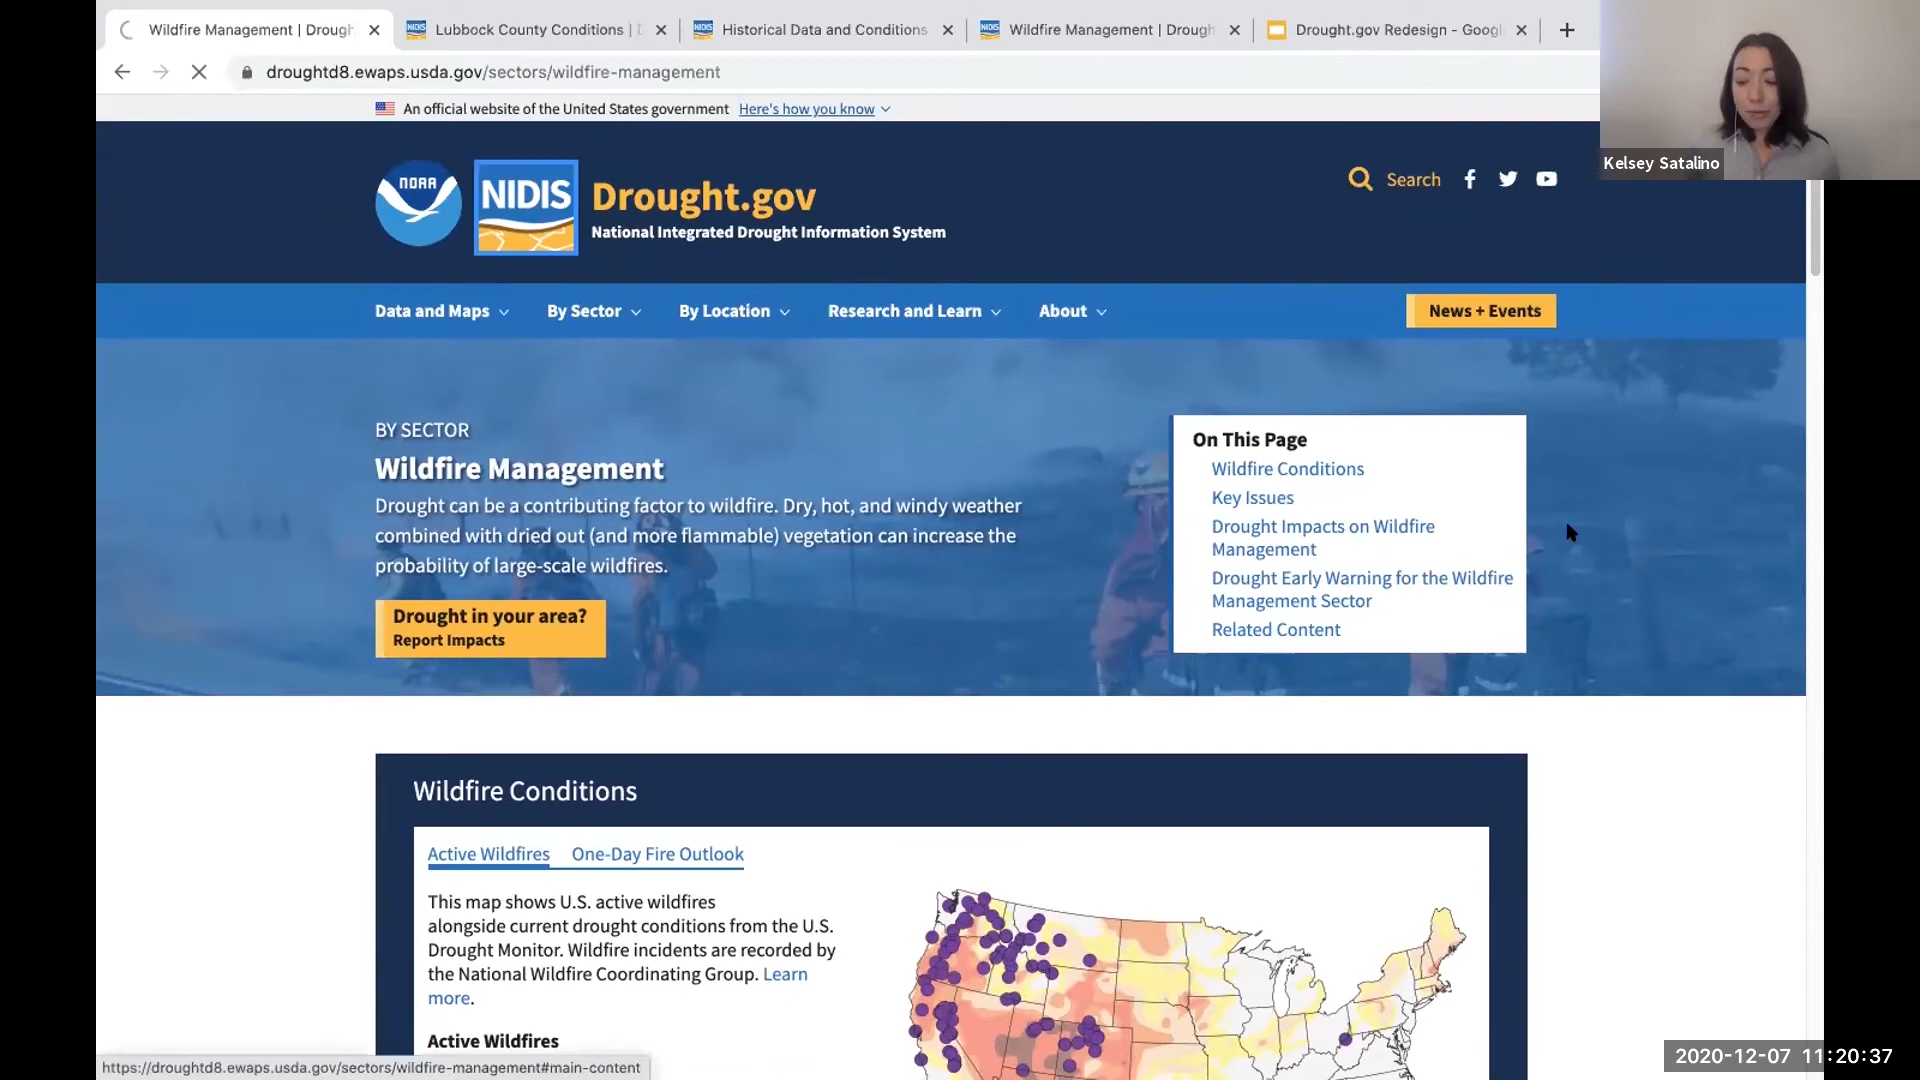 Wildfire Management | Drough
Lubbock County Conditions |
Historical Data and Conditions
Wildfire Management | Drough
Drought.gov Redesign - Googl
droughtd8.ewaps.usda.gov/sectors/wildfire-management
An official website of the United States government Here's how you know
Kelsey Satalino
NOAA
NIDIS
Drought.gov
National Integrated Drought Information System
Search
Data and Maps By Sector By Location Research and Learn About
News + Events
BY SECTOR
Wildfire Management
Drought can be a contributing factor to wildfire. Dry, hot, and windy weather
combined with dried out (and more flammable) vegetation can increase the
probability of large-scale wildfires.
Drought in your area?
Report Impacts
On This Page
Wildfire Conditions
Key Issues
Drought Impacts on Wildfire
Management
Drought Early Warning for the Wildfire
Management Sector
Related Content
Wildfire Conditions
Active Wildfires One-Day Fire Outlook
This map shows U.S. active wildfires
alongside current drought conditions from the U.S.
Drought Monitor. Wildfire incidents are recorded by
the National Wildfire Coordinating Group. Learn
more.
Active Wildfires
https://droughtd8.ewaps.usda.gov/sectors/wildfire-management#main-content
2020-12-07 11:20:37